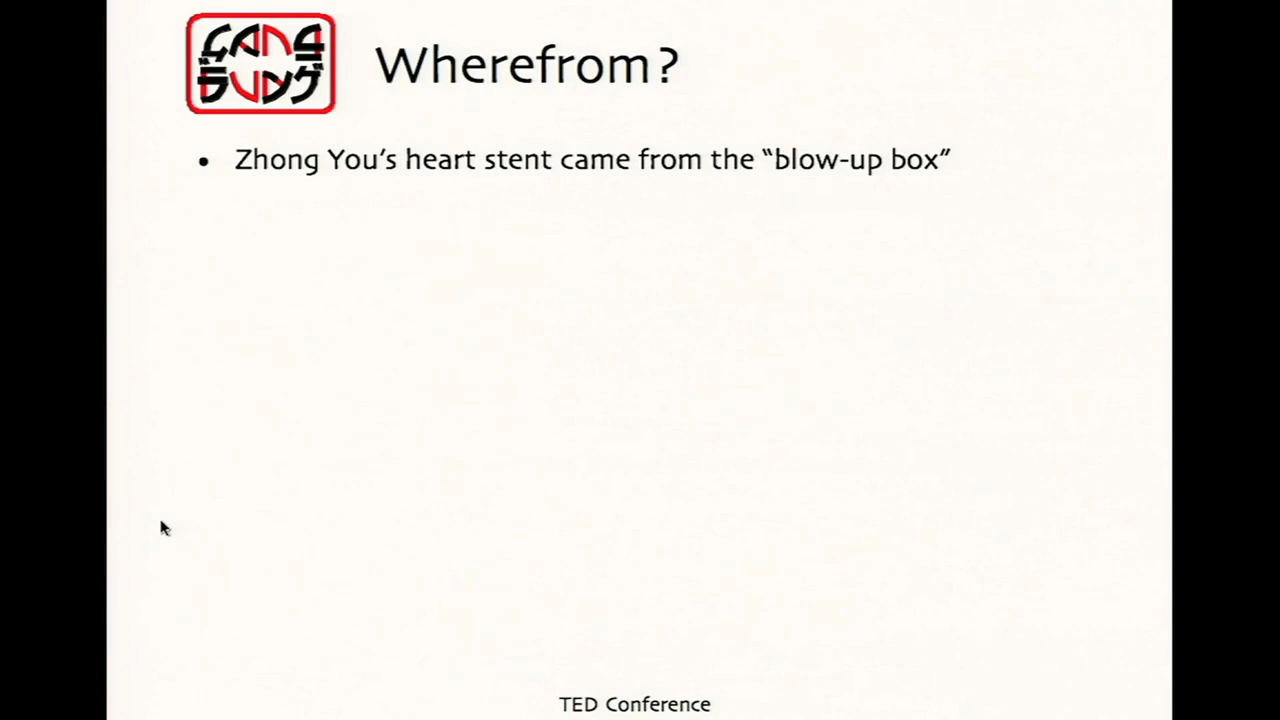 Wherefrom?
• Zhong You’s heart stent came from the “blow-up box”
TED Conference